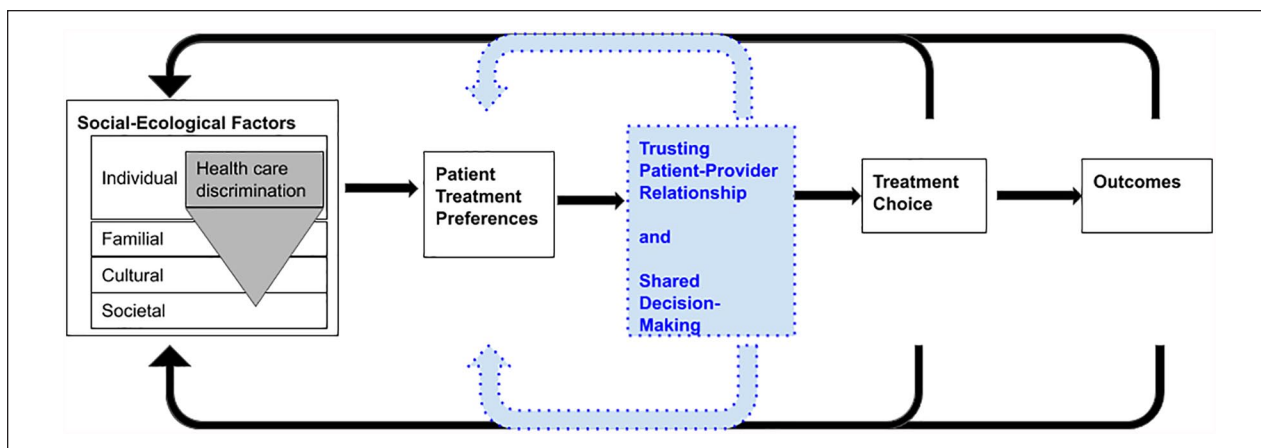 Social-Ecological Factors
Individual
Health care
discrimination
Familial
Cultural
Societal
Patient
Treatment
Preferences
Trusting
Patient-Provider
Relationship
and
Shared
Decision-
Making
Treatment
Choice
Outcomes